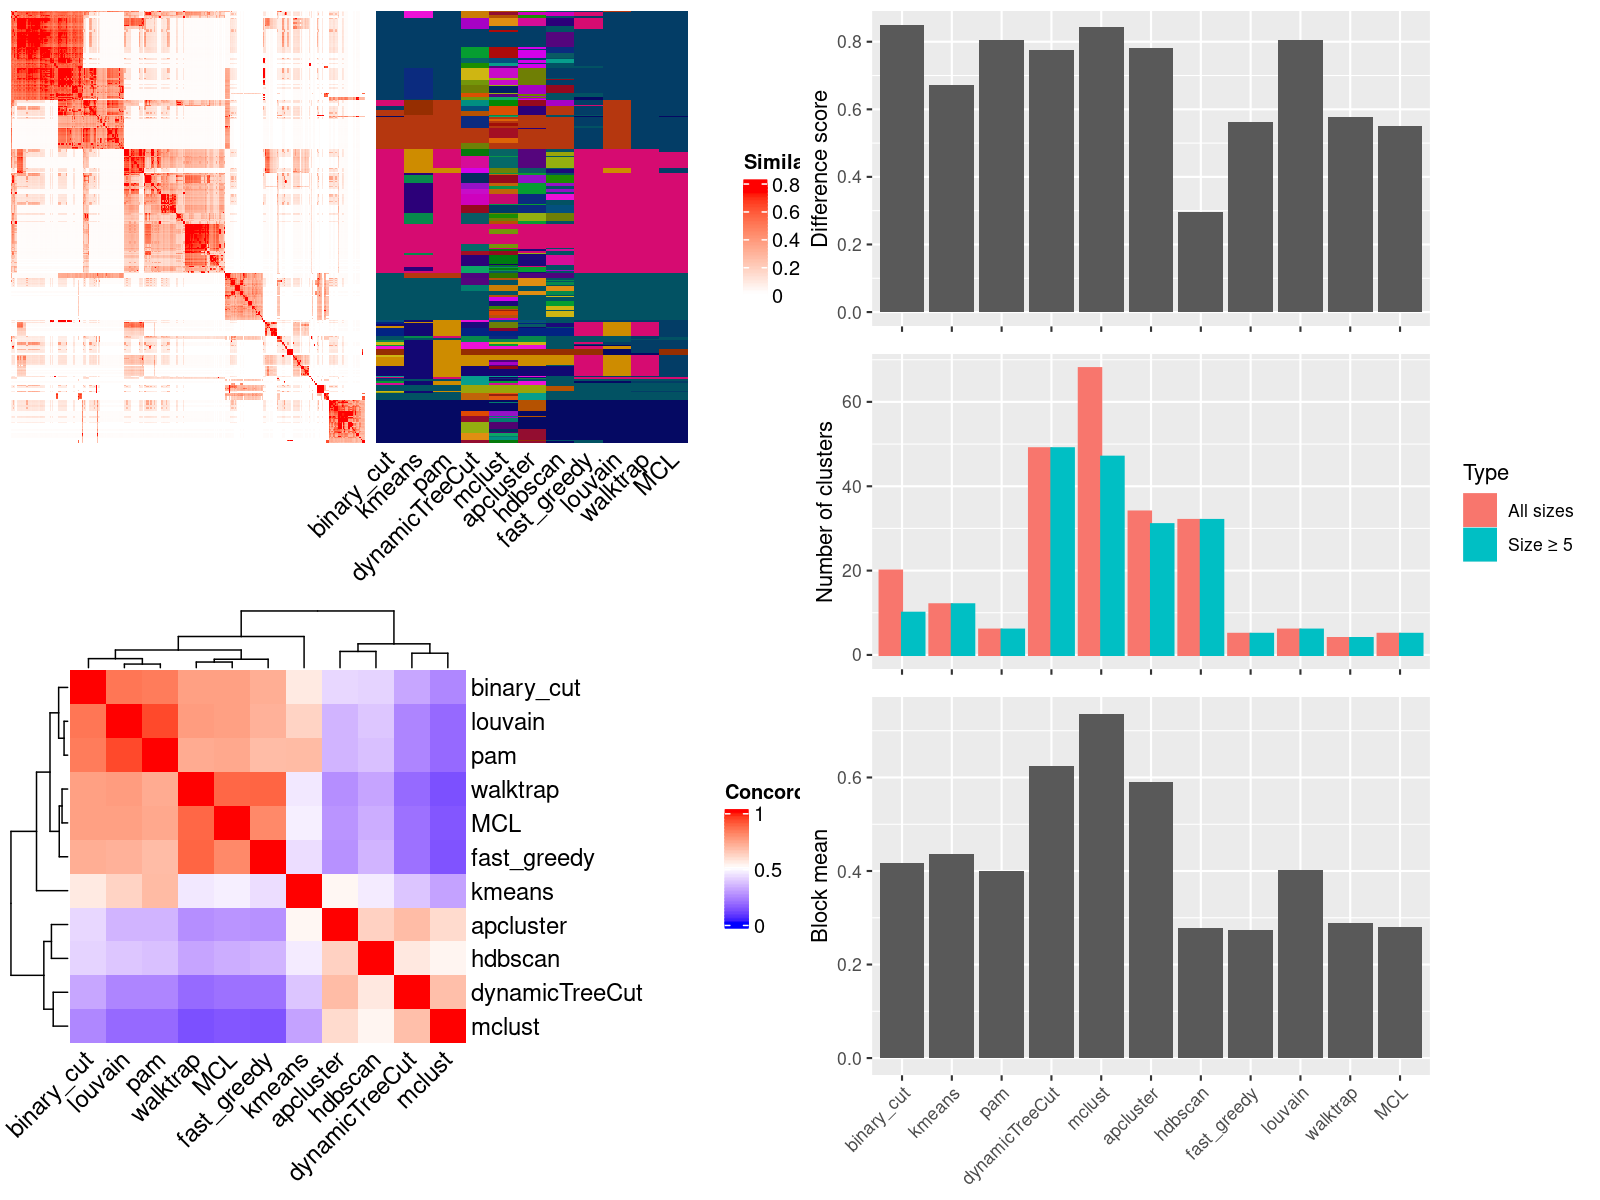 Simila
0.8
0.6
0.4
0.2
0
binary_cut
kmeans
pam
dynamicTreeCut
mclust
apcluster
hdbscan
fast_greedy
louvain
walktrap
MCL
binary_cut
louvain
pam
walktrap
MCL
fast_greedy
kmeans
apcluster
hdbscan
dynamicTreeCut
mclust
binary_cut
louvain
pam
walktrap
MCL
fast_greedy
kmeans
apcluster
hdbscan
dynamicTreeCut
mclust
Concord
1
0.5
0
Difference score
0.8
0.6
0.4
0.2
0.0
Number of clusters
60
40
20
0
Type
All sizes
Size ≥ 5
Block mean
0.6
0.4
0.2
0.0
binary_cut
kmeans
pam
dynamicTreeCut
mclust
apcluster
hdbscan
fast_greedy
louvain
walktrap
MCL